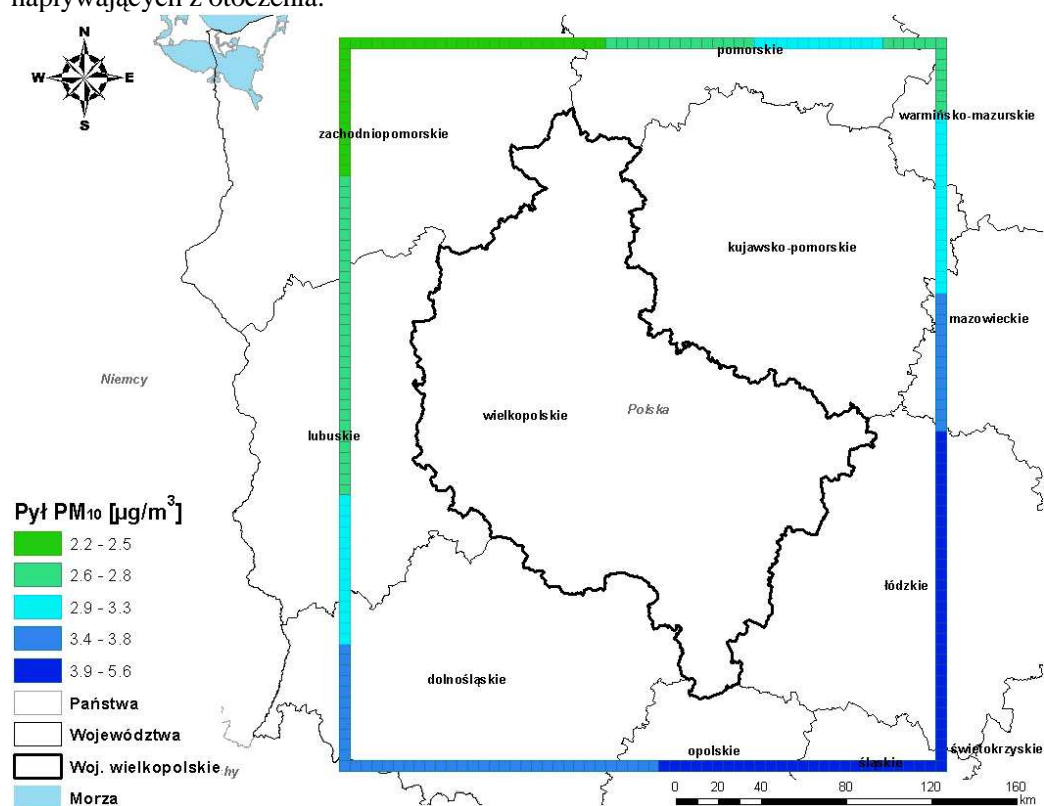 napływających z otoczenia.
N
W E
S
pomorskie
zachodniopomorskie
warmińsko-mazurskie
kujawsko-pomorskie
mazowieckie
Niemcy
wielkopolskie
Polska
lubuskie
łódzkie
dolnośląskie
opolskie
śląskie
świętokrzyskie
Pył PM10 [µg/m3]
2.2 - 2.5
2.6 - 2.8
2.9 - 3.3
3.4 - 3.8
3.9 - 5.6
Państwa
Województwa
Woj. wielkopolskie
hy
Morza
0 20 40 80 120 160
km